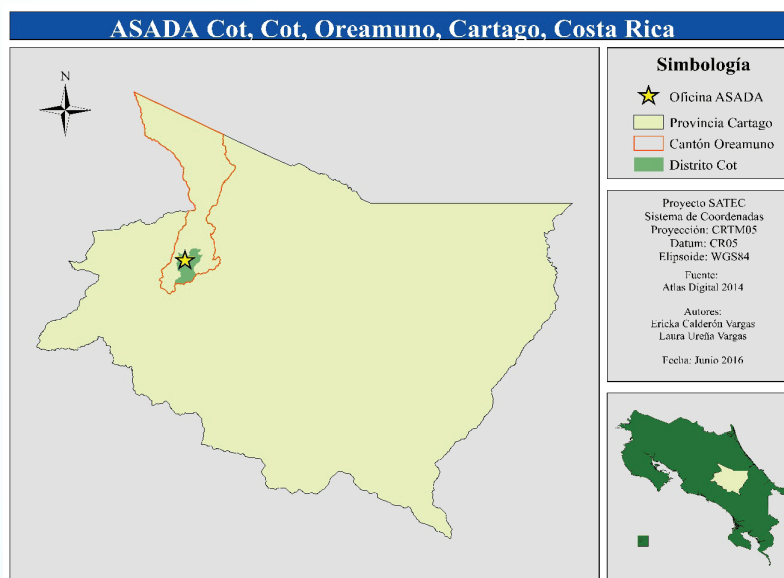 ASADA Cot, Cot, Oreamuno, Cartago, Costa Rica
N
Simbología
Oficina ASADA
Provincia Cartago
Cantón Oreamuno
Distrito Cot
Proyecto SATEC
Sistema de Coordenadas
Proyección: CRTM05
Datum: CR05
Elipsoide: WGS84
Fuente:
Atlas Digital 2014
Autores:
Ericka Calderón Vargas
Laura Ureña Vargas
Fecha: Junio 2016